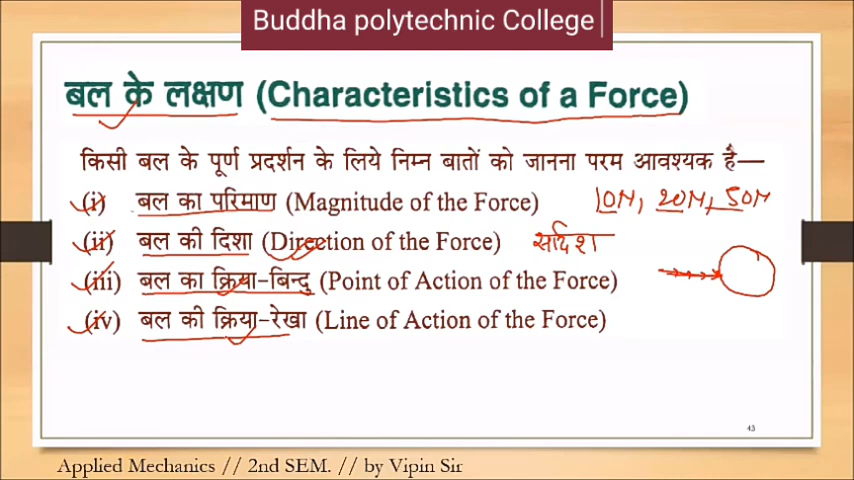 Buddha polytechnic College
बल के लक्षण (Characteristics of a Force)
किसी बल के पूर्ण प्रदर्शन के लिये निम्न बातों को जानना परम आवश्यक है—
(i) बल का परिमाण (Magnitude of the Force) 10N, 20N, 50N
(ii) बल की दिशा (Direction of the Force) सदिश
(iii) बल का क्रिया-बिन्दु (Point of Action of the Force)
(iv) बल की क्रिया-रेखा (Line of Action of the Force)
43
Applied Mechanics // 2nd SEM. // by Vipin Sir